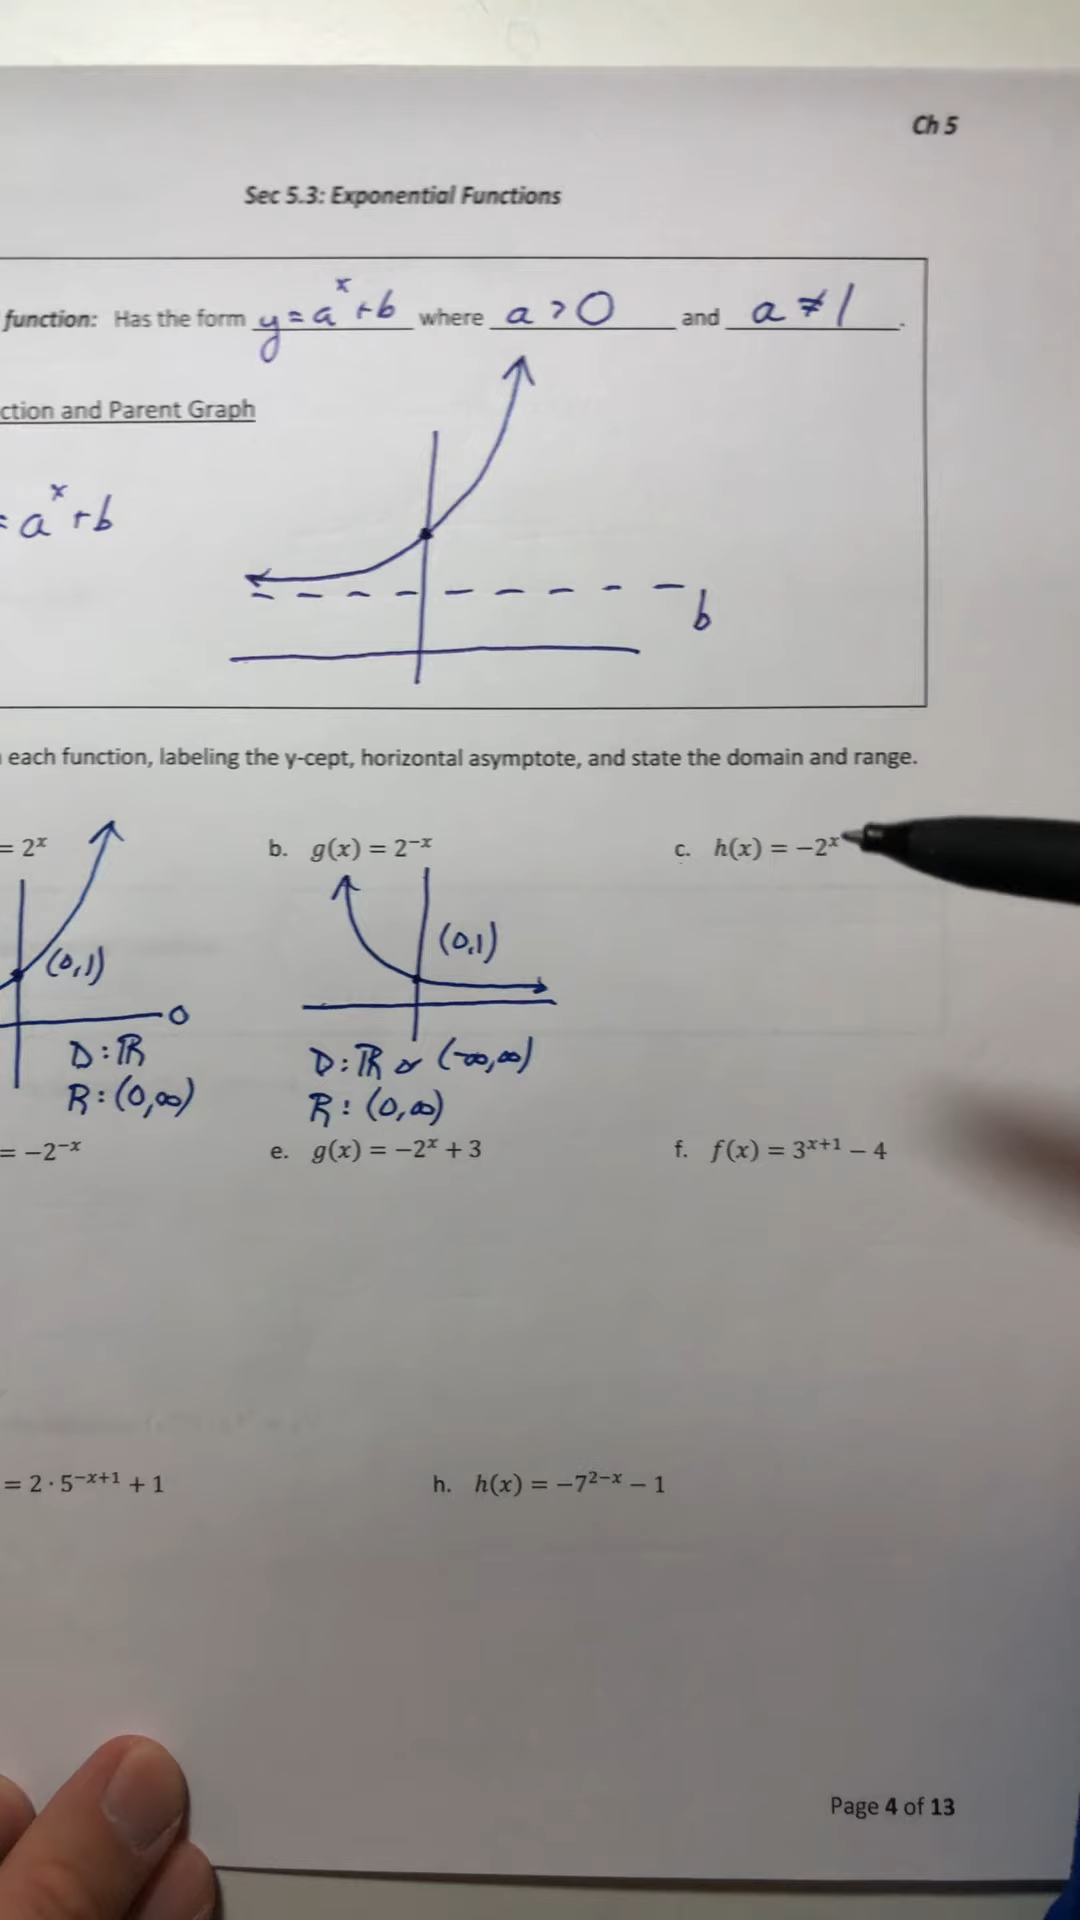 Ch 5
Sec 5.3: Exponential Functions
function: Has the form y = a^x + b where a > 0 and a ≠ 1.
ction and Parent Graph
= a^x + b
b
each function, labeling the y-cept, horizontal asymptote, and state the domain and range.
= 2^x b. g(x) = 2^−x c. h(x) = −2^x
(0,1) (0,1)
0
D: ℝ D: ℝ or (-∞,∞)
R: (0,∞) R: (0,∞)
= −2^−x e. g(x) = −2^x + 3 f. f(x) = 3^x+1 − 4
= 2 · 5^−x+1 + 1 h. h(x) = −7^2−x − 1
Page 4 of 13